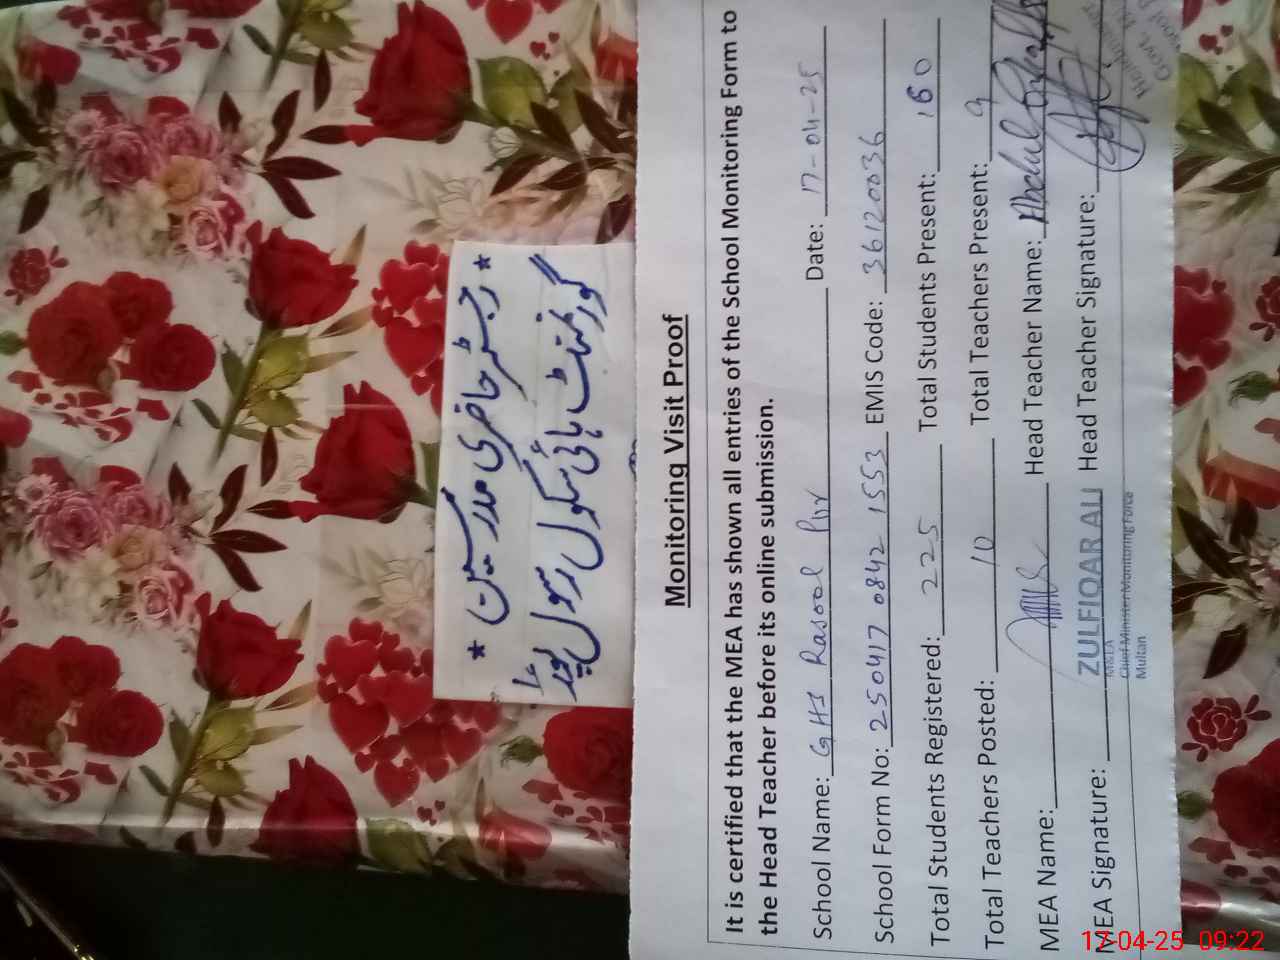 * رجسٹر حاضری مدرسین *
گورنمنٹ ہائی سکول رسول پور
Monitoring Visit Proof
It is certified that the MEA has shown all entries of the School Monitoring Form to
the Head Teacher before its online submission.
School Name: GHS Rasool Pur Date: 17-04-25
School Form No: 250417 0842 1553 EMIS Code: 36120036
Total Students Registered: 225 Total Students Present: 160
Total Teachers Posted: 10 Total Teachers Present: 9
MEA Name: Head Teacher Name: Abdul
MEA Signature: ZULFIQAR ALI Head Teacher Signature:
M&EA
Chief Minister Monitoring Force
Multan
17-04-25 09:22